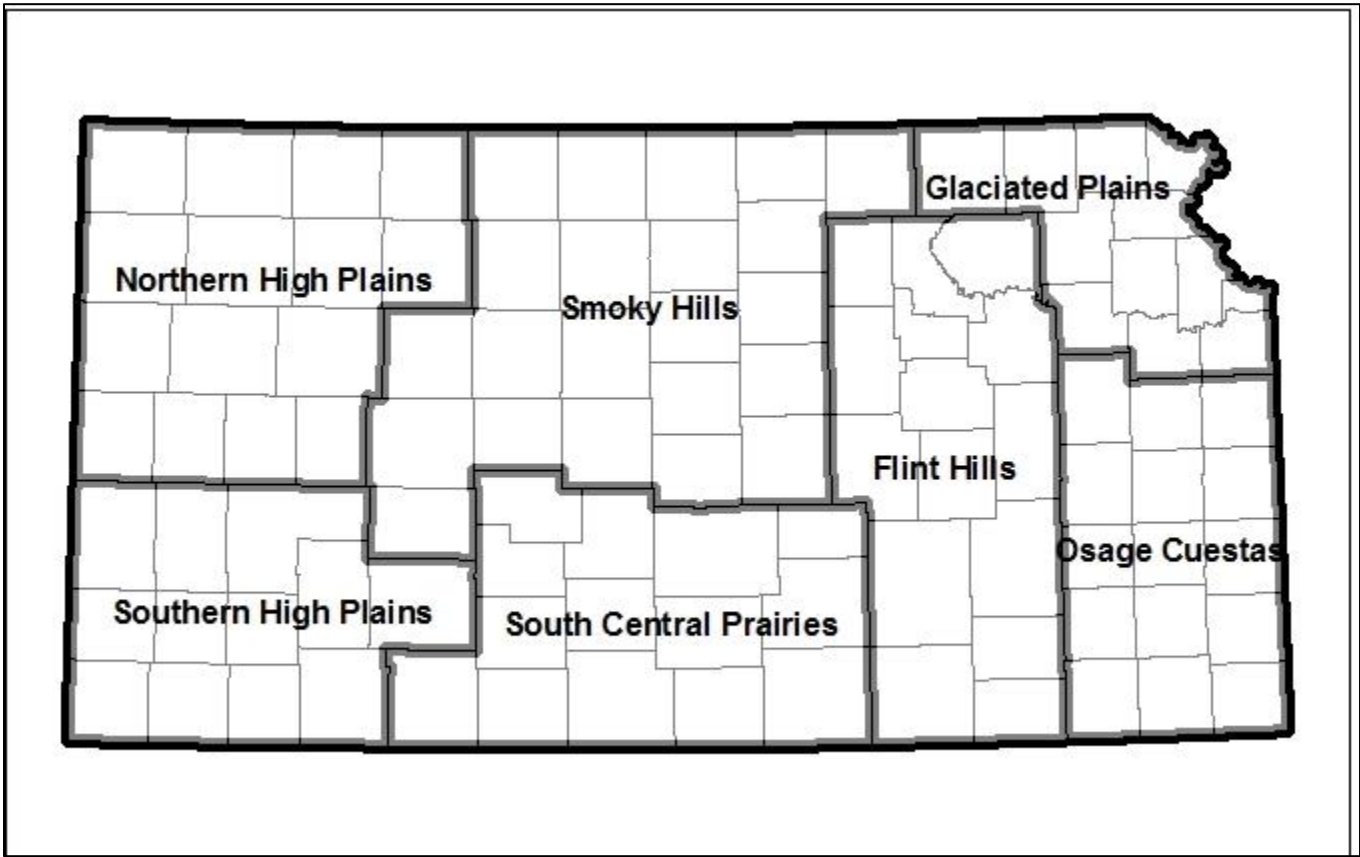 Glaciated Plains
Northern High Plains
Smoky Hills
Flint Hills
Osage Cuestas
Southern High Plains
South Central Prairies